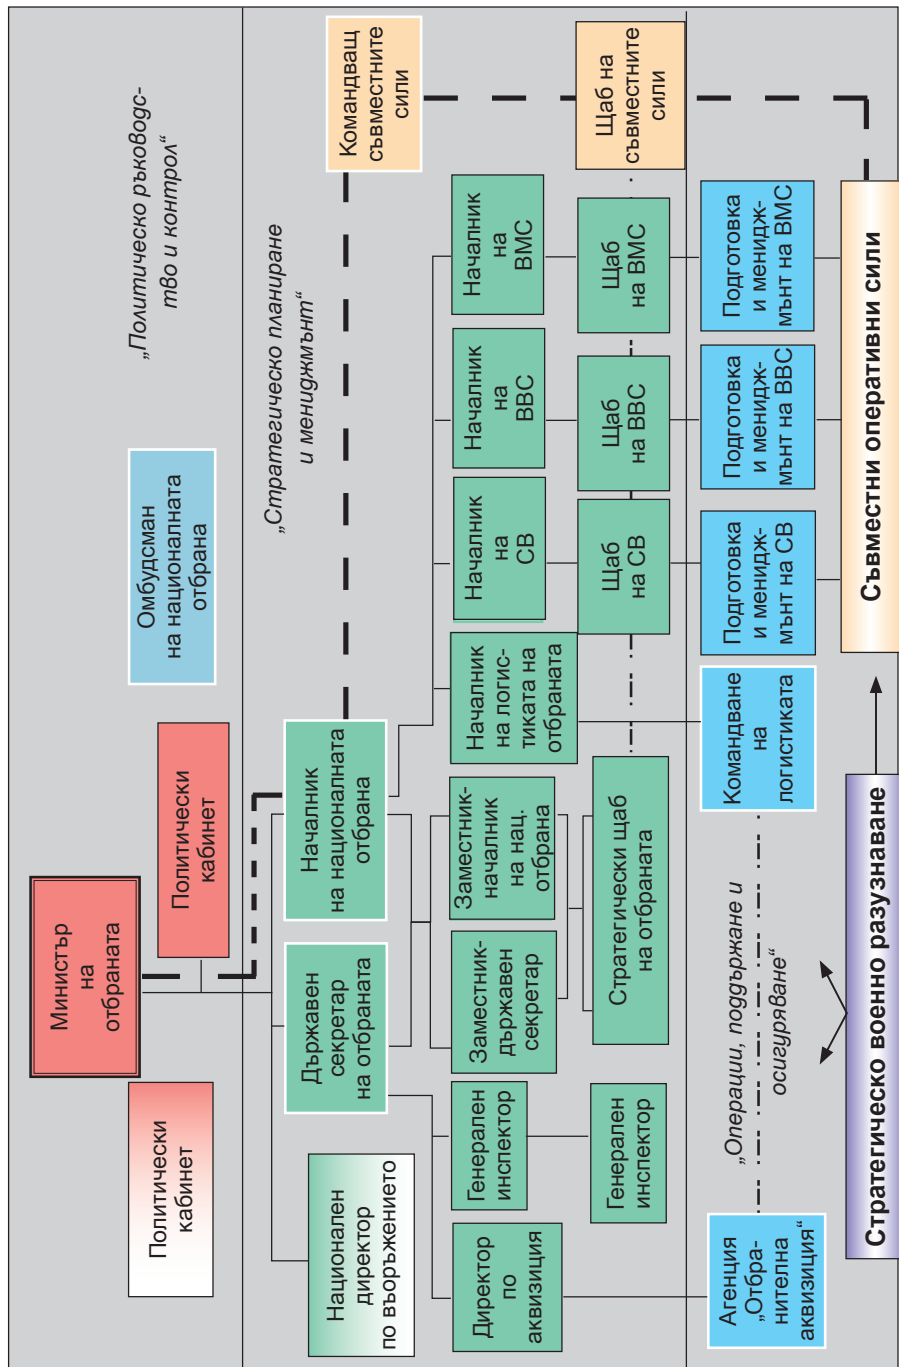 Министър
на
отбраната
Политически
кабинет
Политически
кабинет
Омбудсман
на националната
отбрана
„Политическо ръководс-
тво и контрол“
„Стратегическо планиране
и мениджмънт“
Национален
директор
по въоръжението
Държавен
секретар
на отбраната
Началник
на националната
отбрана
Командващ
съвместните
сили
Директор
по
аквизиция
Генерален
инспектор
Заместник-
държавен
секретар
Заместник-
началник
на нац.
отбрана
Началник
на логис-
тиката на
отбраната
Началник
на
СВ
Началник
на
ВВС
Началник
на
ВМС
Генерален
инспектор
Стратегически щаб
на отбраната
Щаб
на СВ
Щаб
на ВВС
Щаб
на ВМС
Щаб на
съвместните
сили
„Операции, поддържане и
осигуряване“
Агенция
„Отбра-
нителна
аквизиция“
Командване
на
логистиката
Подготовка
и менидж-
мънт на СВ
Подготовка
и менидж-
мънт на ВВС
Подготовка
и менидж-
мънт на ВМС
Стратегическо военно разузнаване
Съвместни оперативни сили